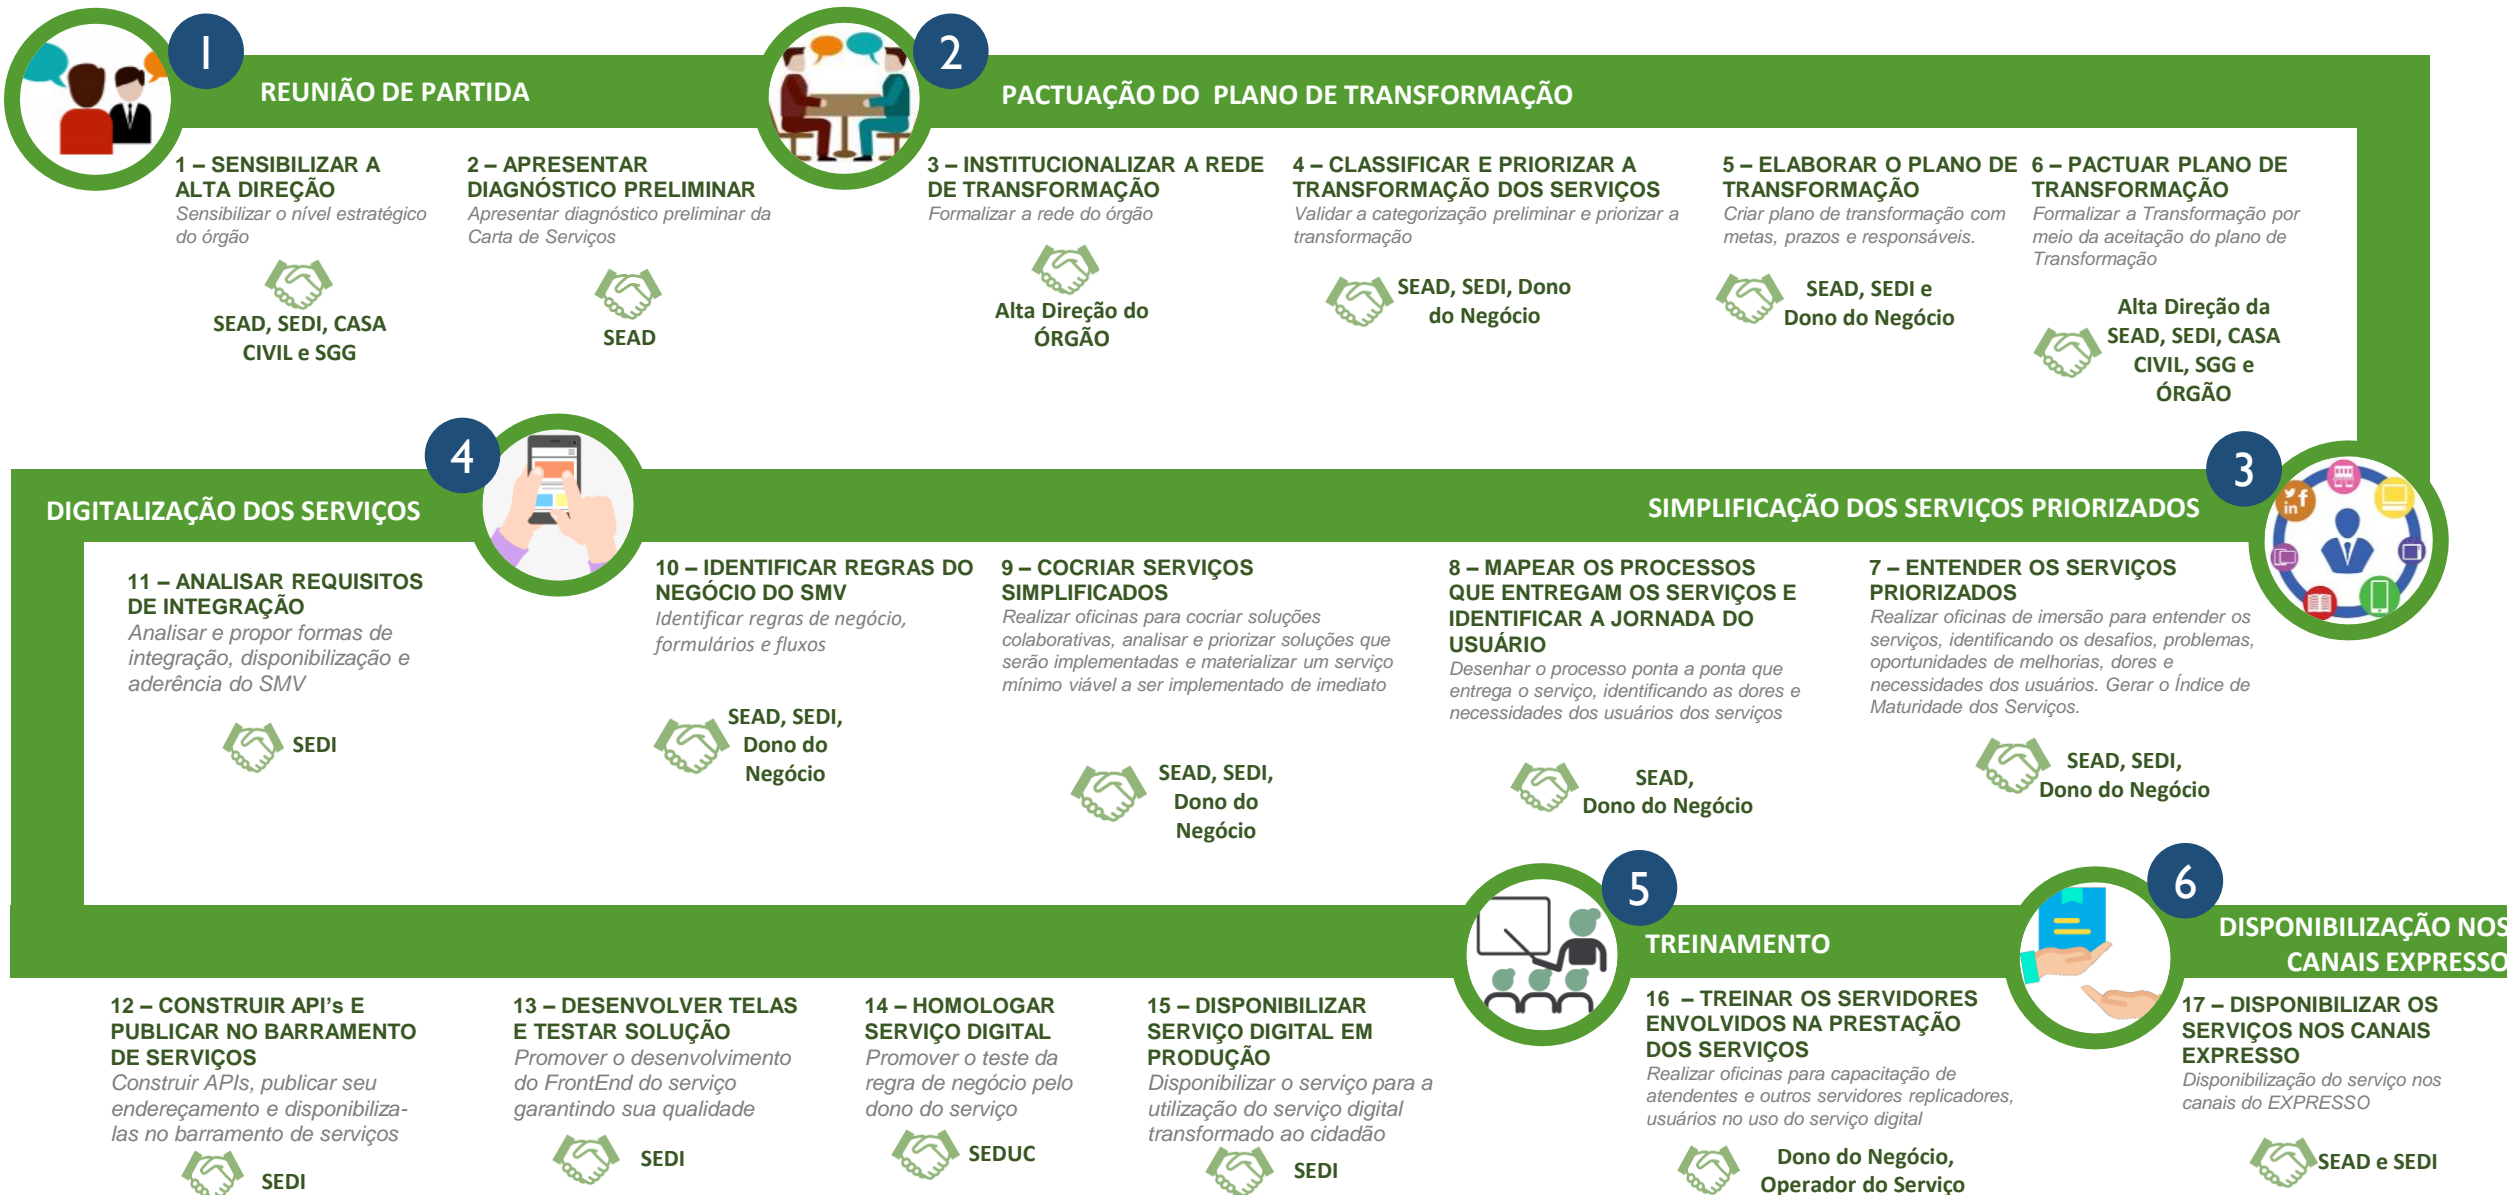 1
REUNIÃO DE PARTIDA
2
PACTUAÇÃO DO PLANO DE TRANSFORMAÇÃO
1 – SENSIBILIZAR A
ALTA DIREÇÃO
Sensibilizar o nível estratégico
do órgão
SEAD, SEDI, CASA
CIVIL e SGG
2 – APRESENTAR
DIAGNÓSTICO PRELIMINAR
Apresentar diagnóstico preliminar da
Carta de Serviços
SEAD
3 – INSTITUCIONALIZAR A REDE
DE TRANSFORMAÇÃO
Formalizar a rede do órgão
Alta Direção do
ÓRGÃO
4 – CLASSIFICAR E PRIORIZAR A
TRANSFORMAÇÃO DOS SERVIÇOS
Validar a categorização preliminar e priorizar a
transformação
SEAD, SEDI, Dono
do Negócio
5 – ELABORAR O PLANO DE
TRANSFORMAÇÃO
Criar plano de transformação com
metas, prazos e responsáveis.
SEAD, SEDI e
Dono do Negócio
6 – PACTUAR PLANO DE
TRANSFORMAÇÃO
Formalizar a Transformação por
meio da aceitação do plano de
Transformação
Alta Direção da
SEAD, SEDI, CASA
CIVIL, SGG e
ÓRGÃO
3
SIMPLIFICAÇÃO DOS SERVIÇOS PRIORIZADOS
4
DIGITALIZAÇÃO DOS SERVIÇOS
7 – ENTENDER OS SERVIÇOS
PRIORIZADOS
Realizar oficinas de imersão para entender os
serviços, identificando os desafios, problemas,
oportunidades de melhorias, dores e
necessidades dos usuários. Gerar o Índice de
Maturidade dos Serviços.
SEAD, SEDI,
Dono do Negócio
8 – MAPEAR OS PROCESSOS
QUE ENTREGAM OS SERVIÇOS E
IDENTIFICAR A JORNADA DO
USUÁRIO
Desenhar o processo ponta a ponta que
entrega o serviço, identificando as dores e
necessidades dos usuários dos serviços
SEAD,
Dono do Negócio
9 – COCRIAR SERVIÇOS
SIMPLIFICADOS
Realizar oficinas para cocriar soluções
colaborativas, analisar e priorizar soluções que
serão implementadas e materializar um serviço
mínimo viável a ser implementado de imediato
SEAD, SEDI,
Dono do
Negócio
10 – IDENTIFICAR REGRAS DO
NEGÓCIO DO SMV
Identificar regras de negócio,
formulários e fluxos
SEAD, SEDI,
Dono do
Negócio
11 – ANALISAR REQUISITOS
DE INTEGRAÇÃO
Analisar e propor formas de
integração, disponibilização e
aderência do SMV
SEDI
5
TREINAMENTO
6
DISPONIBILIZAÇÃO NOS
CANAIS EXPRESSO
12 – CONSTRUIR API's E
PUBLICAR NO BARRAMENTO
DE SERVIÇOS
Construir APIs, publicar seu
endereçamento e disponibiliza-
las no barramento de serviços
SEDI
13 – DESENVOLVER TELAS
E TESTAR SOLUÇÃO
Promover o desenvolvimento
do FrontEnd do serviço
garantindo sua qualidade
SEDI
14 – HOMOLOGAR
SERVIÇO DIGITAL
Promover o teste da
regra de negócio pelo
dono do serviço
SEDUC
15 – DISPONIBILIZAR
SERVIÇO DIGITAL EM
PRODUÇÃO
Disponibilizar o serviço para a
utilização do serviço digital
transformado ao cidadão
SEDI
16 – TREINAR OS SERVIDORES
ENVOLVIDOS NA PRESTAÇÃO
DOS SERVIÇOS
Realizar oficinas para capacitação de
atendentes e outros servidores replicadores,
usuários no uso do serviço digital
Dono do Negócio,
Operador do Serviço
17 – DISPONIBILIZAR OS
SERVIÇOS NOS CANAIS
EXPRESSO
Disponibilização do serviço nos
canais do EXPRESSO
SEAD e SEDI